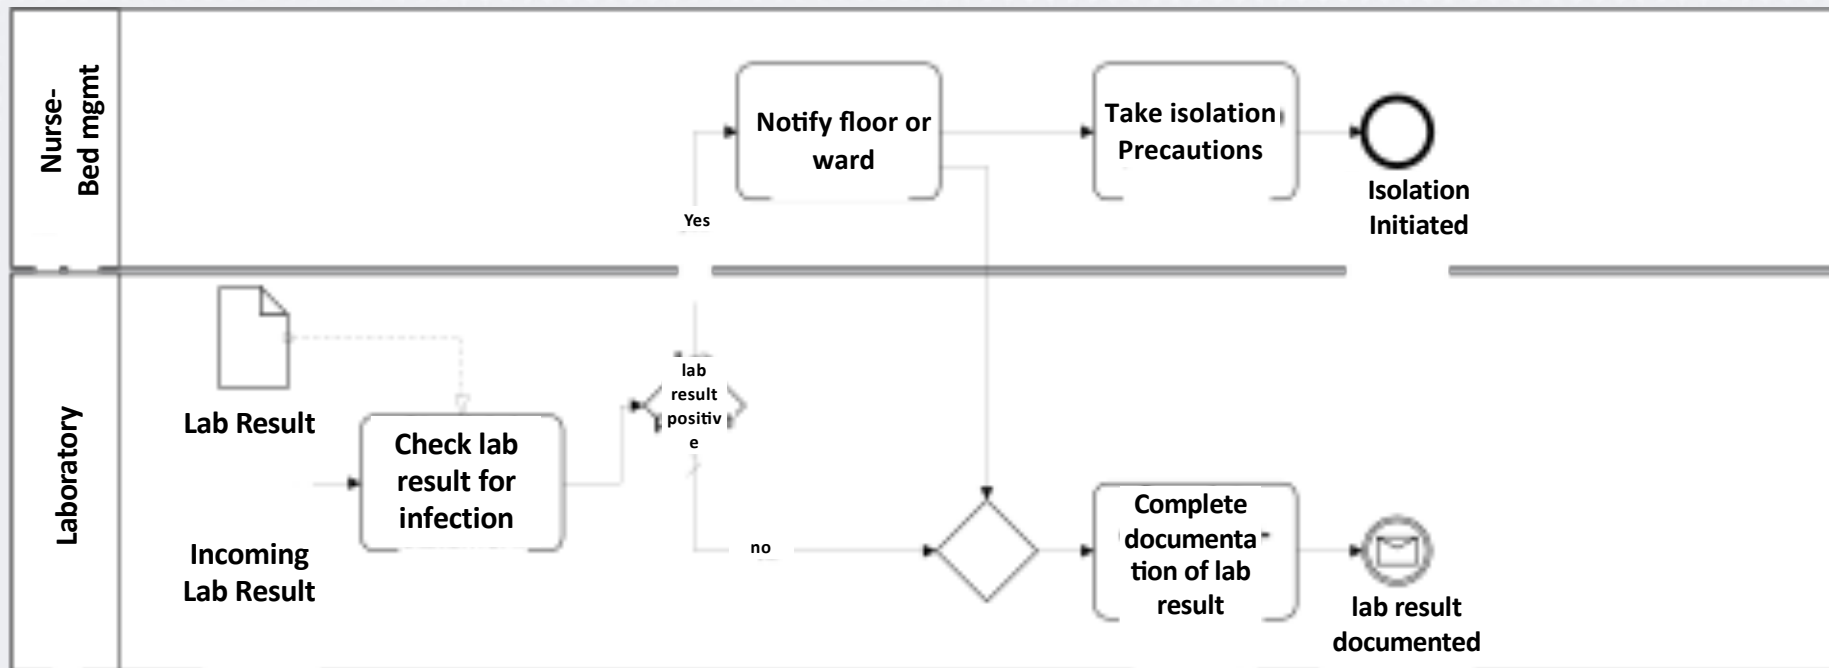 Nurse-
Bed mgmt
Notify floor or
ward
Take isolation
Precautions
Isolation
Initiated
Yes
Laboratory
Lab Result
Incoming
Lab Result
Check lab
result for
infection
lab
result
positiv
e
no
Complete
documenta-
tion of lab
result
lab result
documented